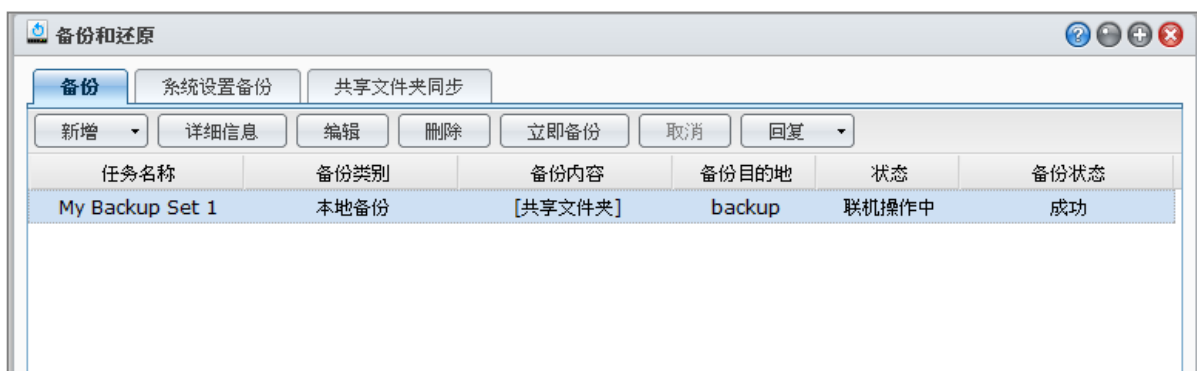 备份和还原
备份 系统设置备份 共享文件夹同步
新增 详细信息 编辑 删除 立即备份 取消 回复
任务名称 备份类别 备份内容 备份目的地 状态 备份状态
My Backup Set 1 本地备份 [共享文件夹] backup 联机操作中 成功